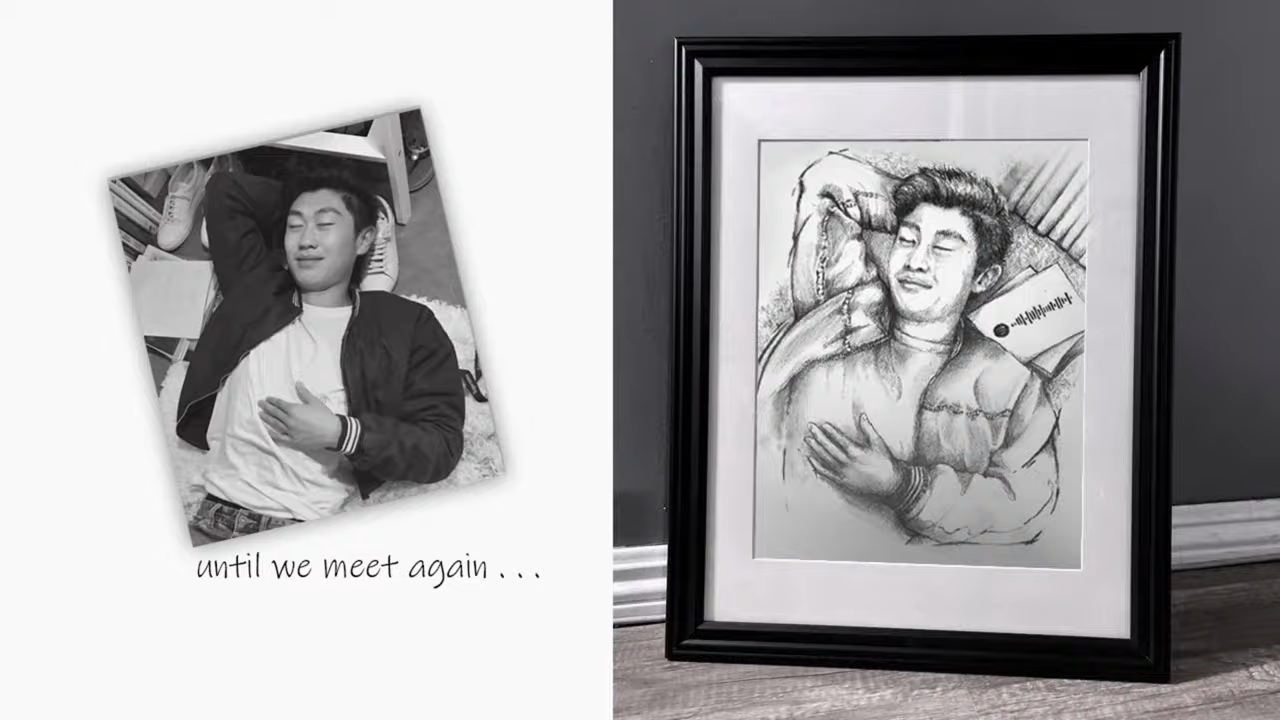 until we meet again . . .